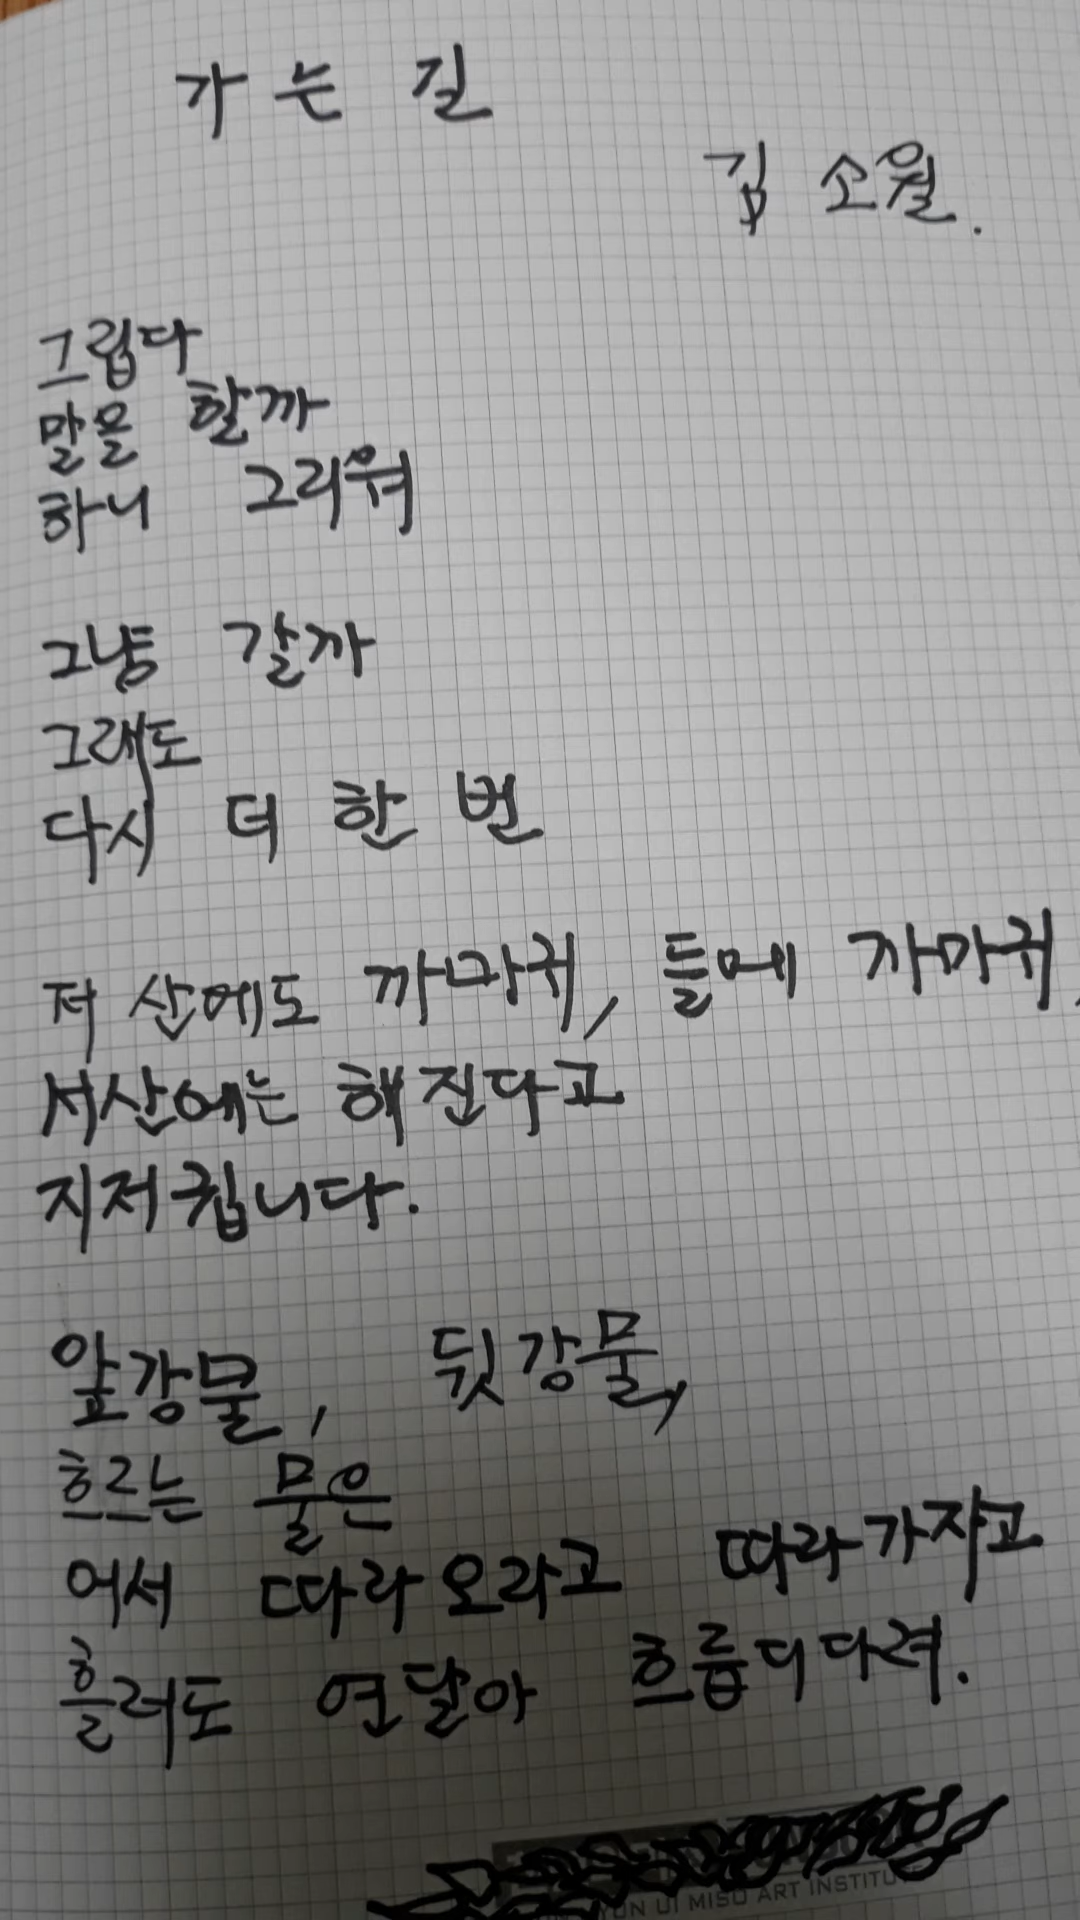 가는 길
김 소월.
그립다
말을 할까
하니 그리워
그냥 갈까
그래도
다시 더 한 번
저 산에도 까마귀, 들에 까마귀,
서산에는 해 진다고
지저귑니다.
앞강물, 뒷강물,
흐르는 물은
어서 따라오라고 따라가자고
흘러도 연달아 흐릅디다려.
UI MISO ART INSTITUTE